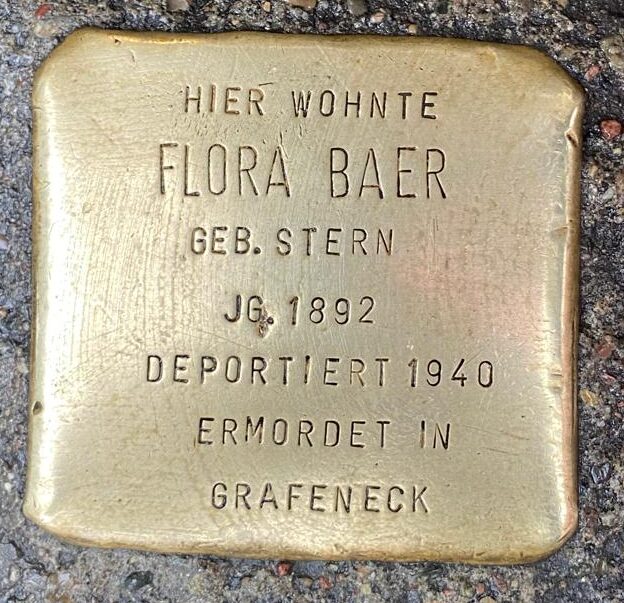 HIER WOHNTE
FLORA BAER
GEB. STERN
JG. 1892
DEPORTIERT 1940
ERMORDET IN
GRAFENECK